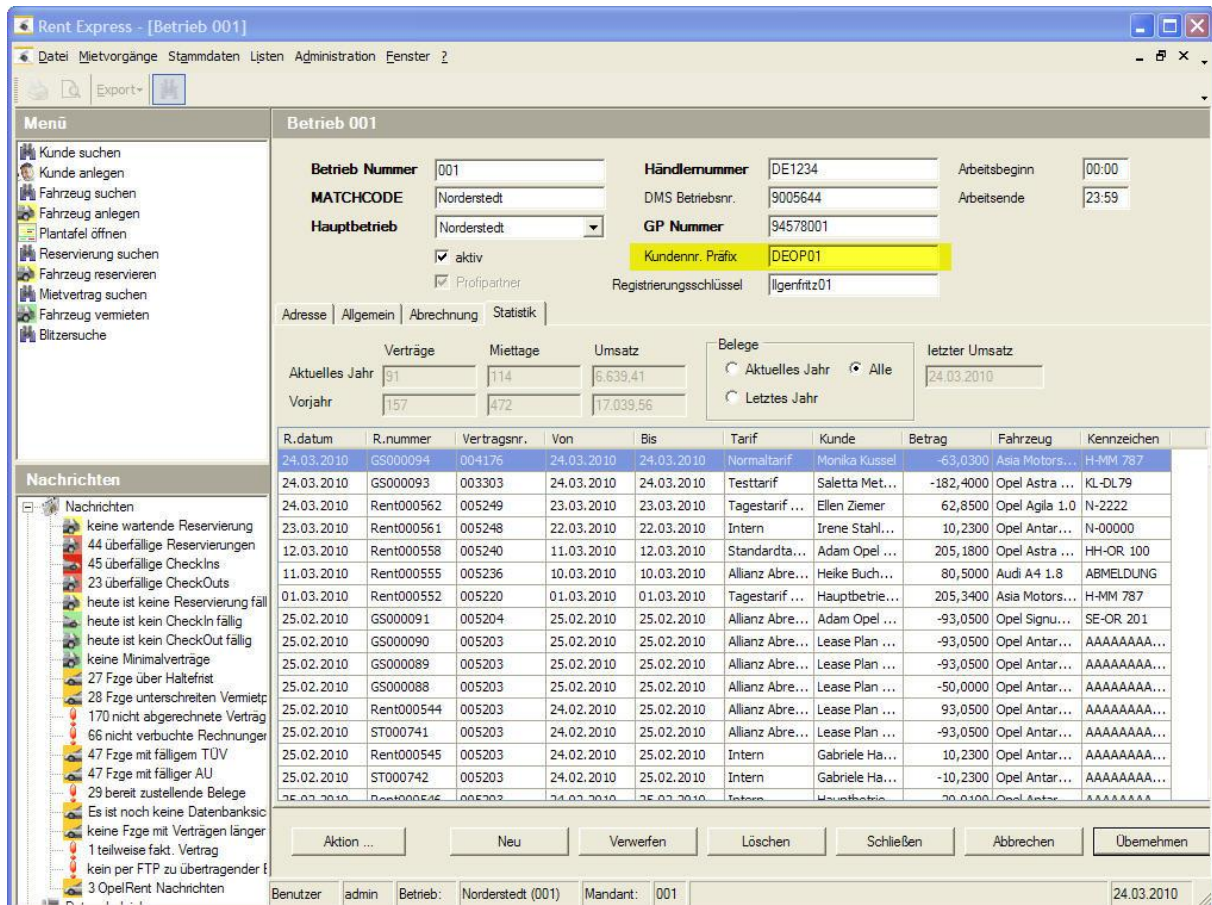 Rent Express - [Betrieb 001]
Datei Mietvorgänge Stammdaten Listen Administration Fenster ?
Export
Menü
Kunde suchen
Kunde anlegen
Fahrzeug suchen
Fahrzeug anlegen
Plantafel öffnen
Reservierung suchen
Fahrzeug reservieren
Mietvertrag suchen
Fahrzeug vermieten
Blitzersuche
Nachrichten
Nachrichten
keine wartende Reservierung
44 überfällige Reservierungen
45 überfällige CheckIns
23 überfällige CheckOuts
heute ist keine Reservierung fäll
heute ist kein CheckIn fällig
heute ist kein CheckOut fällig
keine Minimalverträge
27 Fzge über Haltefrist
28 Fzge unterschreiten Vermietp
170 nicht abgerechnete Verträg
66 nicht verbuchte Rechnungen
47 Fzge mit fälligem TÜV
47 Fzge mit fälliger AU
29 bereit zustellende Belege
Es ist noch keine Datenbanksic
keine Fzge mit Verträgen länger
1 teilweise fakt. Vertrag
kein per FTP zu übertragender
3 OpelRent Nachrichten
Betrieb 001
Betrieb Nummer 001 Händlernummer DE1234 Arbeitsbeginn 00:00
MATCHCODE Norderstedt DMS Betriebsnr. 9005644 Arbeitsende 23:59
Hauptbetrieb Norderstedt GP Nummer 94578001
aktiv Kundennr. Präfix DEOP01
Profipartner Registrierungsschlüssel Ilgenfritz01
Adresse Allgemein Abrechnung Statistik
Verträge Miettage Umsatz Belege letzter Umsatz
Aktuelles Jahr 91 114 6.639,41 Aktuelles Jahr Alle 24.03.2010
Vorjahr 157 472 17.039,56 Letztes Jahr
R.datum R.nummer Vertragsnr. Von Bis Tarif Kunde Betrag Fahrzeug Kennzeichen
24.03.2010 GS000094 004176 24.03.2010 24.03.2010 Normaltarif Monika Kussel -63,0300 Asia Motors... H-MM 787
24.03.2010 GS000093 003303 24.03.2010 24.03.2010 Testtarif Saletta Met... -182,4000 Opel Astra ... KL-DL79
24.03.2010 Rent000562 005249 23.03.2010 23.03.2010 Tagestarif ... Ellen Ziemer 62,8500 Opel Agila 1.0 N-2222
23.03.2010 Rent000561 005248 22.03.2010 22.03.2010 Intern Irene Stahl... 10,2300 Opel Antar... N-00000
12.03.2010 Rent000558 005240 11.03.2010 12.03.2010 Standardta... Adam Opel ... 205,1800 Opel Astra ... HH-OR 100
11.03.2010 Rent000555 005236 10.03.2010 10.03.2010 Allianz Abre... Heike Buch... 80,5000 Audi A4 1.8 ABMELDUNG
01.03.2010 Rent000552 005220 01.03.2010 01.03.2010 Tagestarif ... Hauptbetrie... 205,3400 Asia Motors... H-MM 787
25.02.2010 GS000091 005204 25.02.2010 25.02.2010 Allianz Abre... Adam Opel ... -93,0500 Opel Signu... SE-OR 201
25.02.2010 GS000090 005203 24.02.2010 25.02.2010 Allianz Abre... Lease Plan ... -93,0500 Opel Antar... AAAAAAAA...
25.02.2010 GS000089 005203 24.02.2010 25.02.2010 Allianz Abre... Lease Plan ... -93,0500 Opel Antar... AAAAAAAA...
25.02.2010 GS000088 005203 24.02.2010 25.02.2010 Allianz Abre... Lease Plan ... -50,0000 Opel Antar... AAAAAAAA...
25.02.2010 Rent000544 005203 24.02.2010 25.02.2010 Allianz Abre... Lease Plan ... 93,0500 Opel Antar... AAAAAAAA...
25.02.2010 ST000741 005203 24.02.2010 25.02.2010 Allianz Abre... Lease Plan ... -93,0500 Opel Antar... AAAAAAAA...
25.02.2010 Rent000545 005203 24.02.2010 25.02.2010 Intern Gabriele Ha... 10,2300 Opel Antar... AAAAAAAA...
25.02.2010 ST000742 005203 24.02.2010 25.02.2010 Intern Gabriele Ha... -10,2300 Opel Antar... AAAAAAAA...
Aktion ... Neu Verwerfen Löschen Schließen Abbrechen Übernehmen
Benutzer admin Betrieb: Norderstedt (001) Mandant: 001 24.03.2010